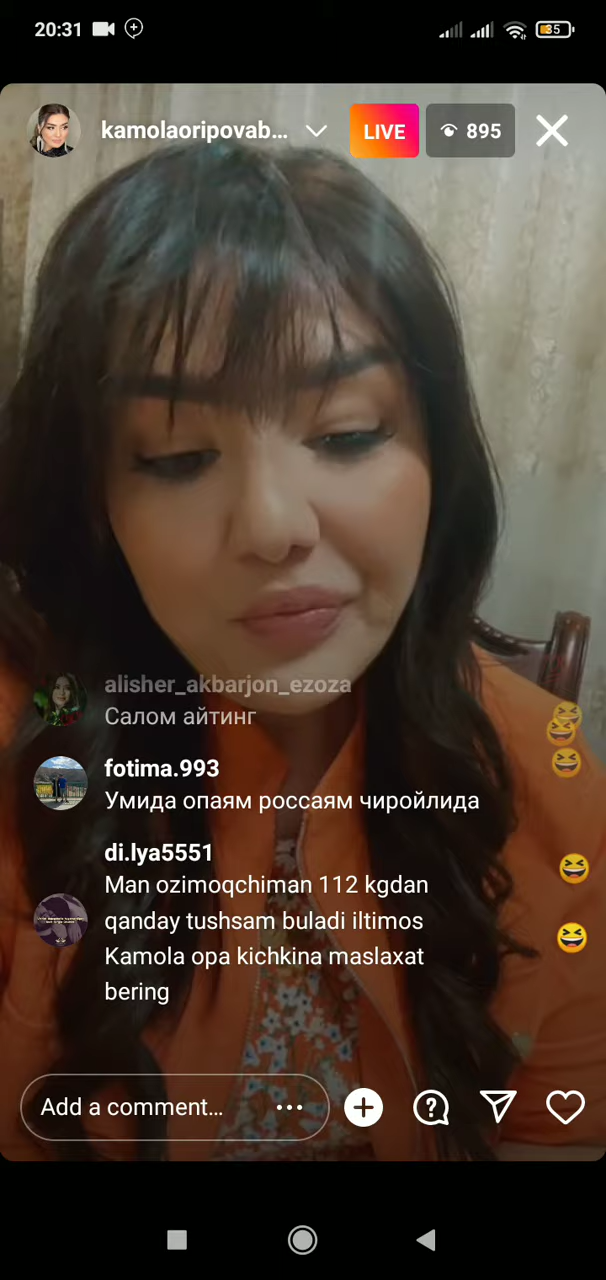 20:31
35
kamolaoripovab...
LIVE
895
alisher_akbarjon_ezoza
Салом айтинг
fotima.993
Умида опаям россаям чиройлида
di.lya5551
Man ozimoqchiman 112 kgdan
qanday tushsam buladi iltimos
Kamola opa kichkina maslaxat
bering
Add a comment...